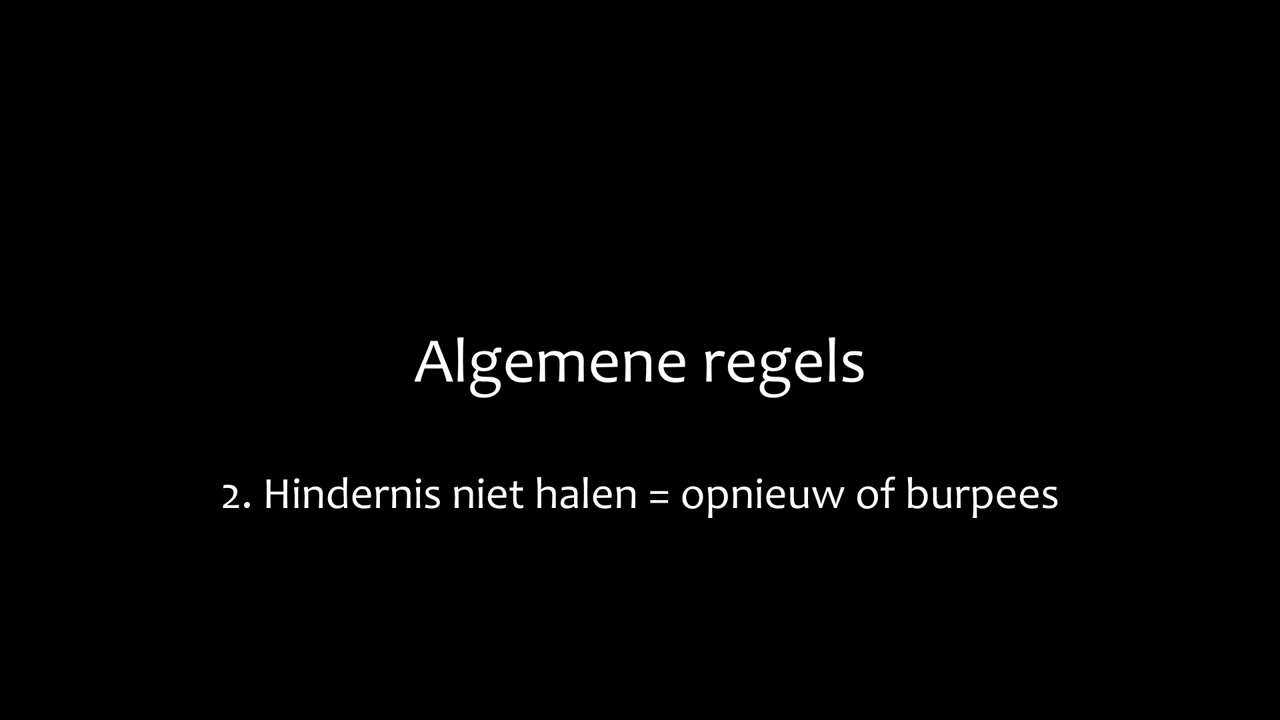 Algemene regels
2. Hindernis niet halen = opnieuw of burpees